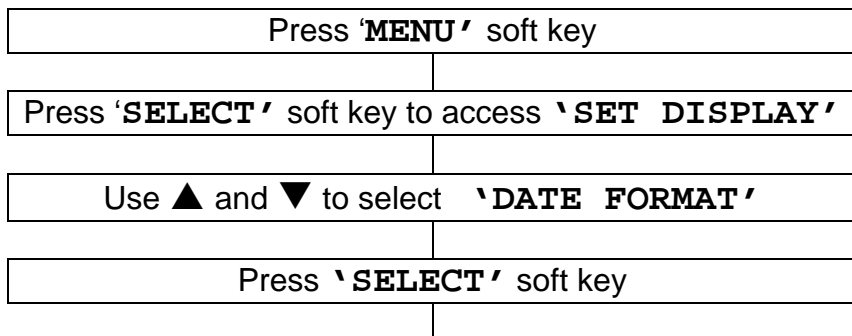 Press ‘MENU’ soft key
Press ‘SELECT’ soft key to access ‘SET DISPLAY’
Use ▲ and ▼ to select ‘DATE FORMAT’
Press ‘SELECT’ soft key